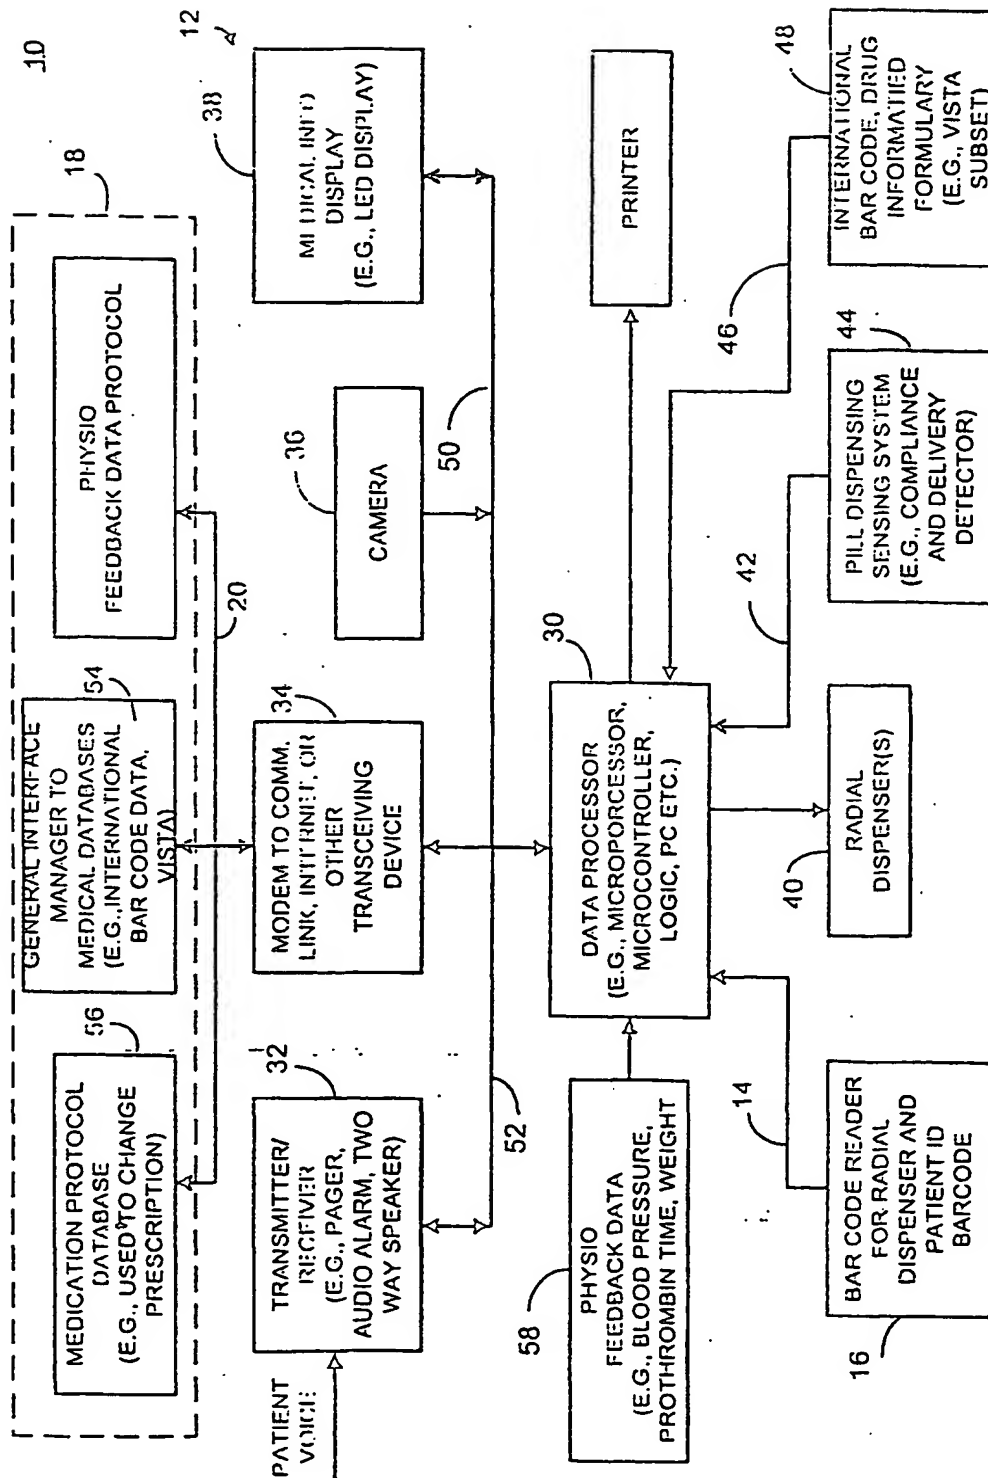 10
18
MEDICATION PROTOCOL
DATABASE
(E.G., USED TO CHANGE
PRESCRIPTION)
56
GENERAL INTERFACE
MANAGER TO
MEDICAL DATABASES
(E.G., INTERNATIONAL
BAR CODE DATA,
VISTA)
54
PHYSIO
FEEDBACK DATA PROTOCOL
20
12
PATIENT
VOICE
TRANSMITTER/
RECEIVER
(E.G., PAGER,
AUDIO ALARM, TWO
WAY SPEAKER)
32
MODEM TO COMM.
LINK, INTERNET, OR
OTHER
TRANSCEIVING
DEVICE
34
CAMERA
36
MEDICAL INFO
DISPLAY
(E.G., LED DISPLAY)
38
52
50
PHYSIO
FEEDBACK DATA
(E.G., BLOOD PRESSURE,
PROTHROMBIN TIME, WEIGHT
58
DATA PROCESSOR
(E.G., MICROPORCESSOR,
MICROCONTROLLER,
LOGIC, PC ETC.)
30
PRINTER
14
42
46
BAR CODE READER
FOR RADIAL
DISPENSER AND
PATIENT ID
BARCODE
16
RADIAL
DISPENSER(S)
40
PILL DISPENSING
SENSING SYSTEM
(E.G., COMPLIANCE
AND DELIVERY
DETECTOR)
44
INTERNATIONAL
BAR CODE, DRUG
INFORMATIED
FORMULARY
(E.G., VISTA
SUBSET)
48